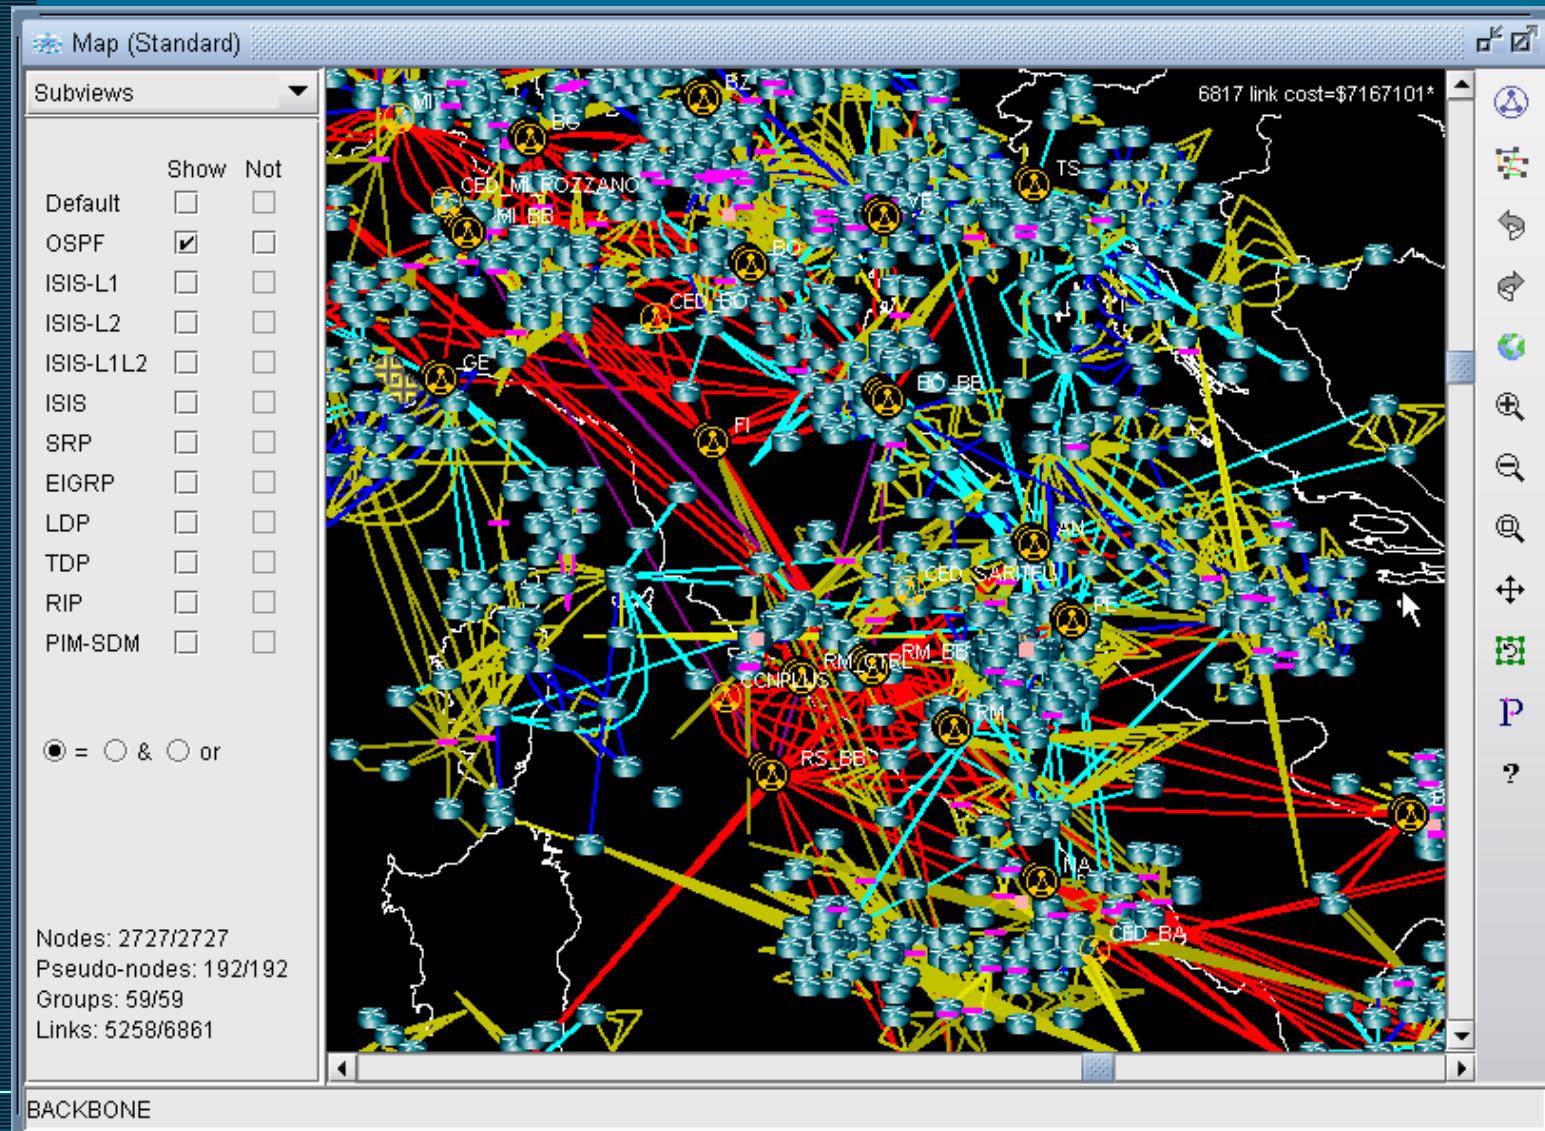 Map (Standard)
Subviews
6817 link cost=$7167101*
Show Not
Default
OSPF
ISIS-L1
ISIS-L2
ISIS-L1L2
ISIS
SRP
EIGRP
LDP
TDP
RIP
PIM-SDM
= & or
Nodes: 2727/2727
Pseudo-nodes: 192/192
Groups: 59/59
Links: 5258/6861
MI
BG
BZ
TS
CED_MI_ROZZANO
MI_BB
VE
BO
CED_BO
GE
BO_BB
FI
AN
CED_SARITEL
PE
RM_CTRL
RM_BB
CCNPLUS
RM
RS_BB
NA
CED_BA
P
?
BACKBONE